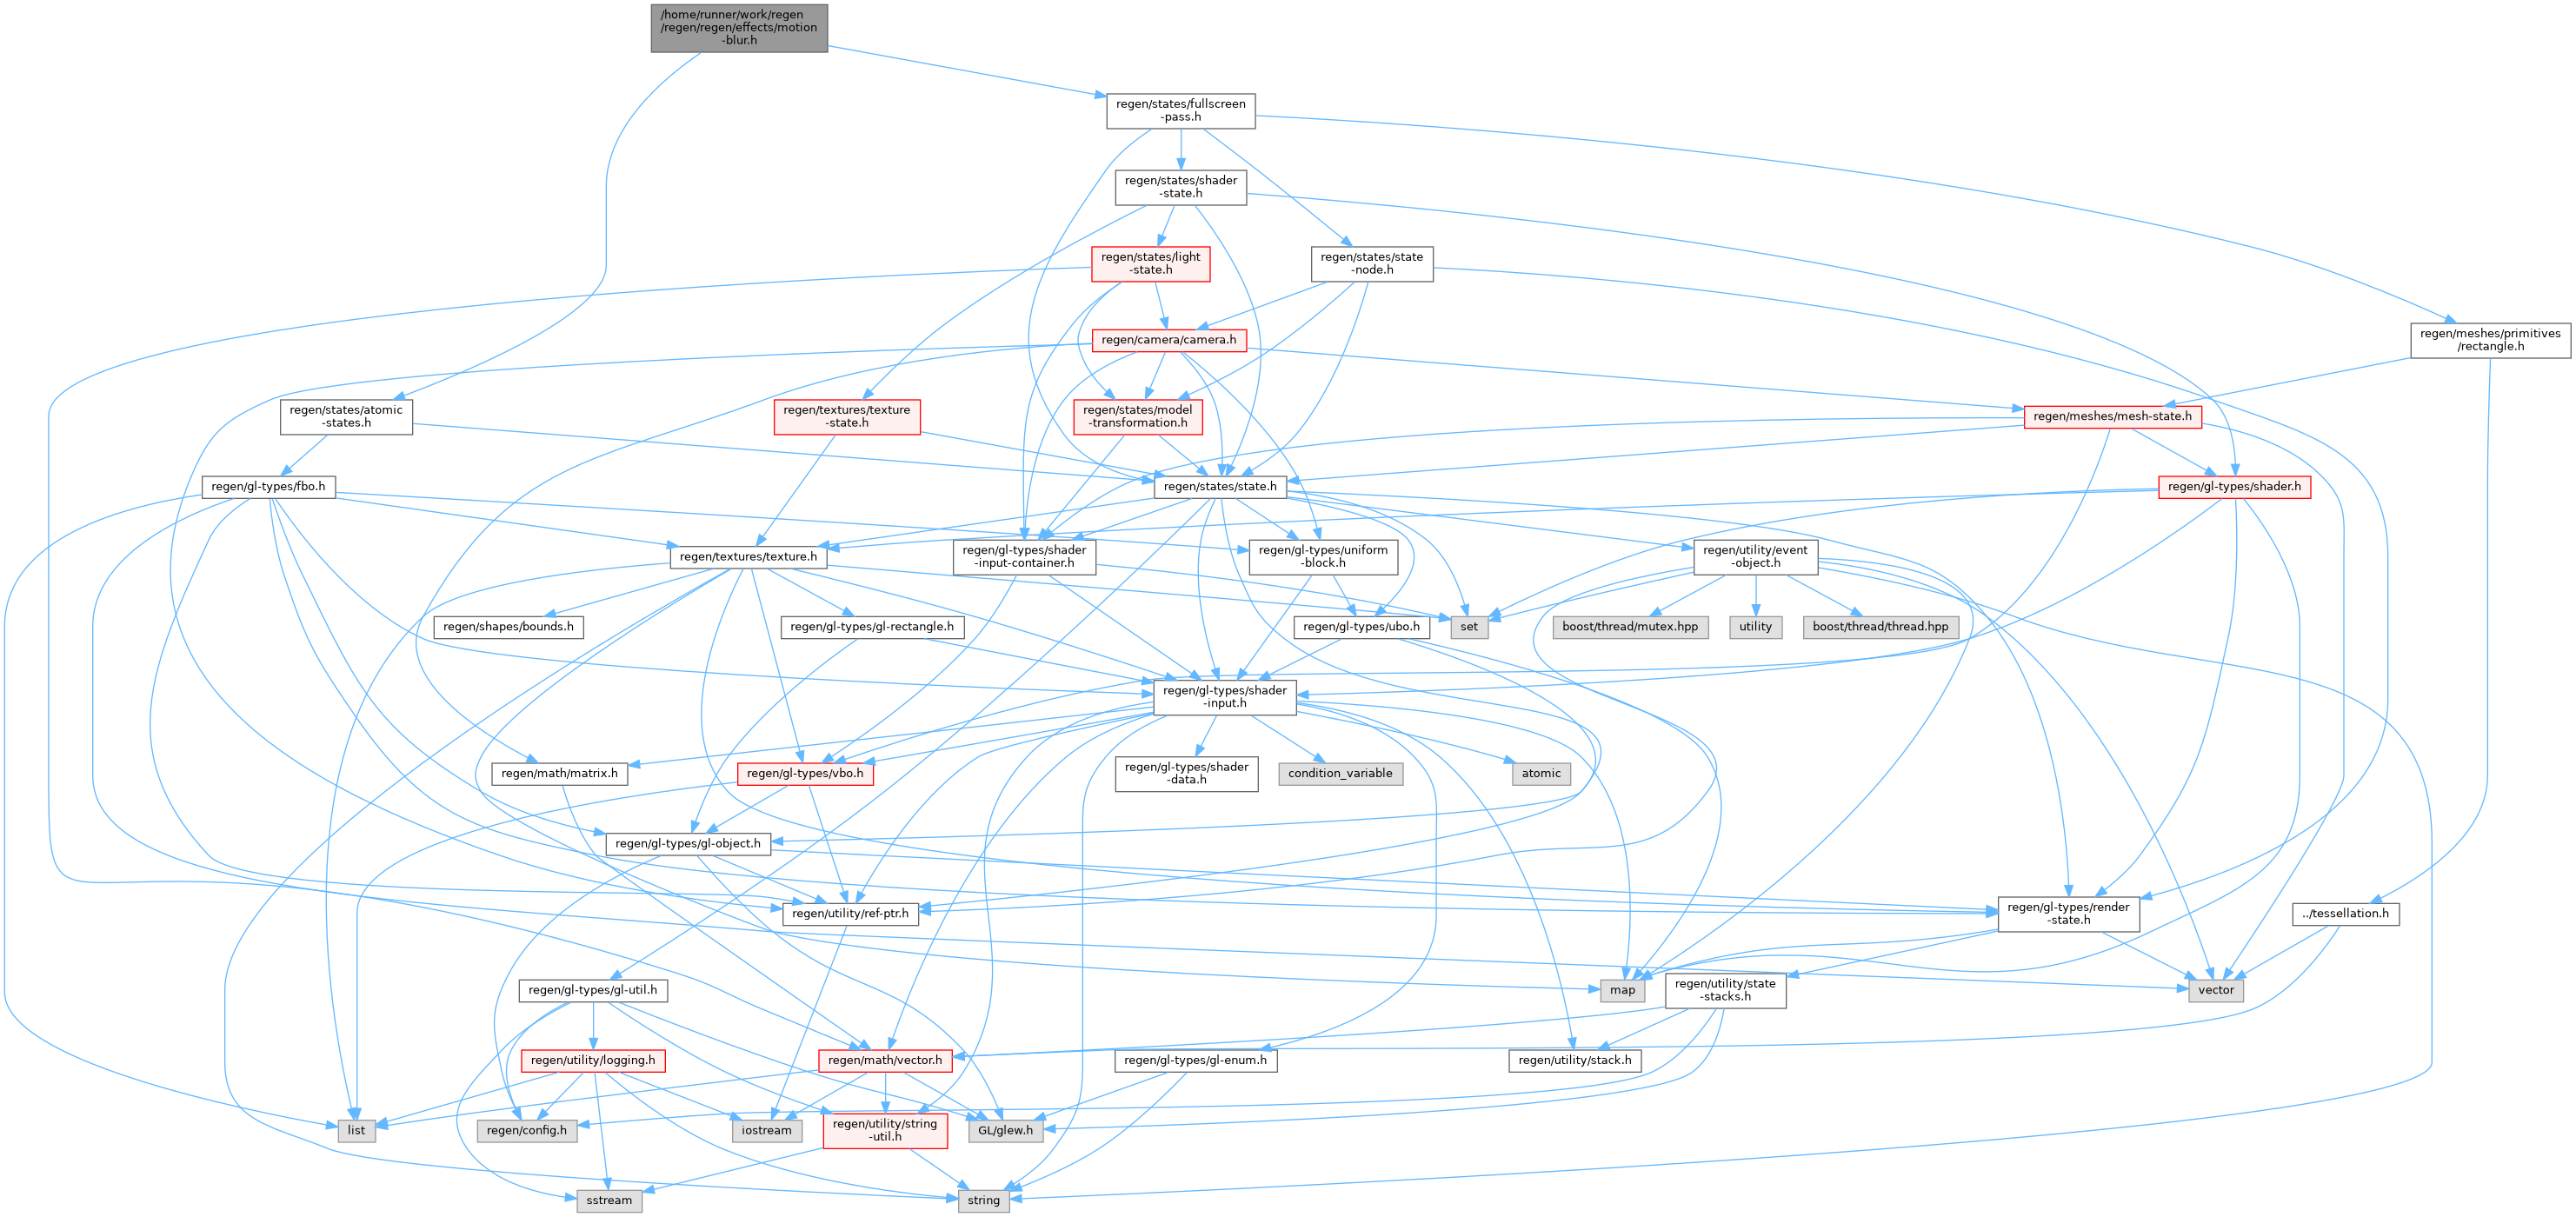 /home/runner/work/regen
/regen/regen/effects/motion
-blur.h
regen/states/fullscreen
-pass.h
regen/states/shader
-state.h
regen/states/light
-state.h
regen/states/state
-node.h
regen/camera/camera.h
regen/meshes/primitives
/rectangle.h
regen/states/atomic
-states.h
regen/textures/texture
-state.h
regen/states/model
-transformation.h
regen/meshes/mesh-state.h
regen/gl-types/fbo.h
regen/states/state.h
regen/gl-types/shader.h
regen/textures/texture.h
regen/gl-types/shader
-input-container.h
regen/gl-types/uniform
-block.h
regen/utility/event
-object.h
regen/shapes/bounds.h
regen/gl-types/gl-rectangle.h
regen/gl-types/ubo.h
set
boost/thread/mutex.hpp
utility
boost/thread/thread.hpp
regen/gl-types/shader
-input.h
regen/math/matrix.h
regen/gl-types/vbo.h
regen/gl-types/shader
-data.h
condition_variable
atomic
regen/gl-types/gl-object.h
regen/utility/ref-ptr.h
regen/gl-types/render
-state.h
../tessellation.h
regen/gl-types/gl-util.h
map
regen/utility/state
-stacks.h
vector
regen/utility/logging.h
regen/math/vector.h
regen/gl-types/gl-enum.h
regen/utility/stack.h
list
regen/config.h
iostream
regen/utility/string
-util.h
GL/glew.h
sstream
string